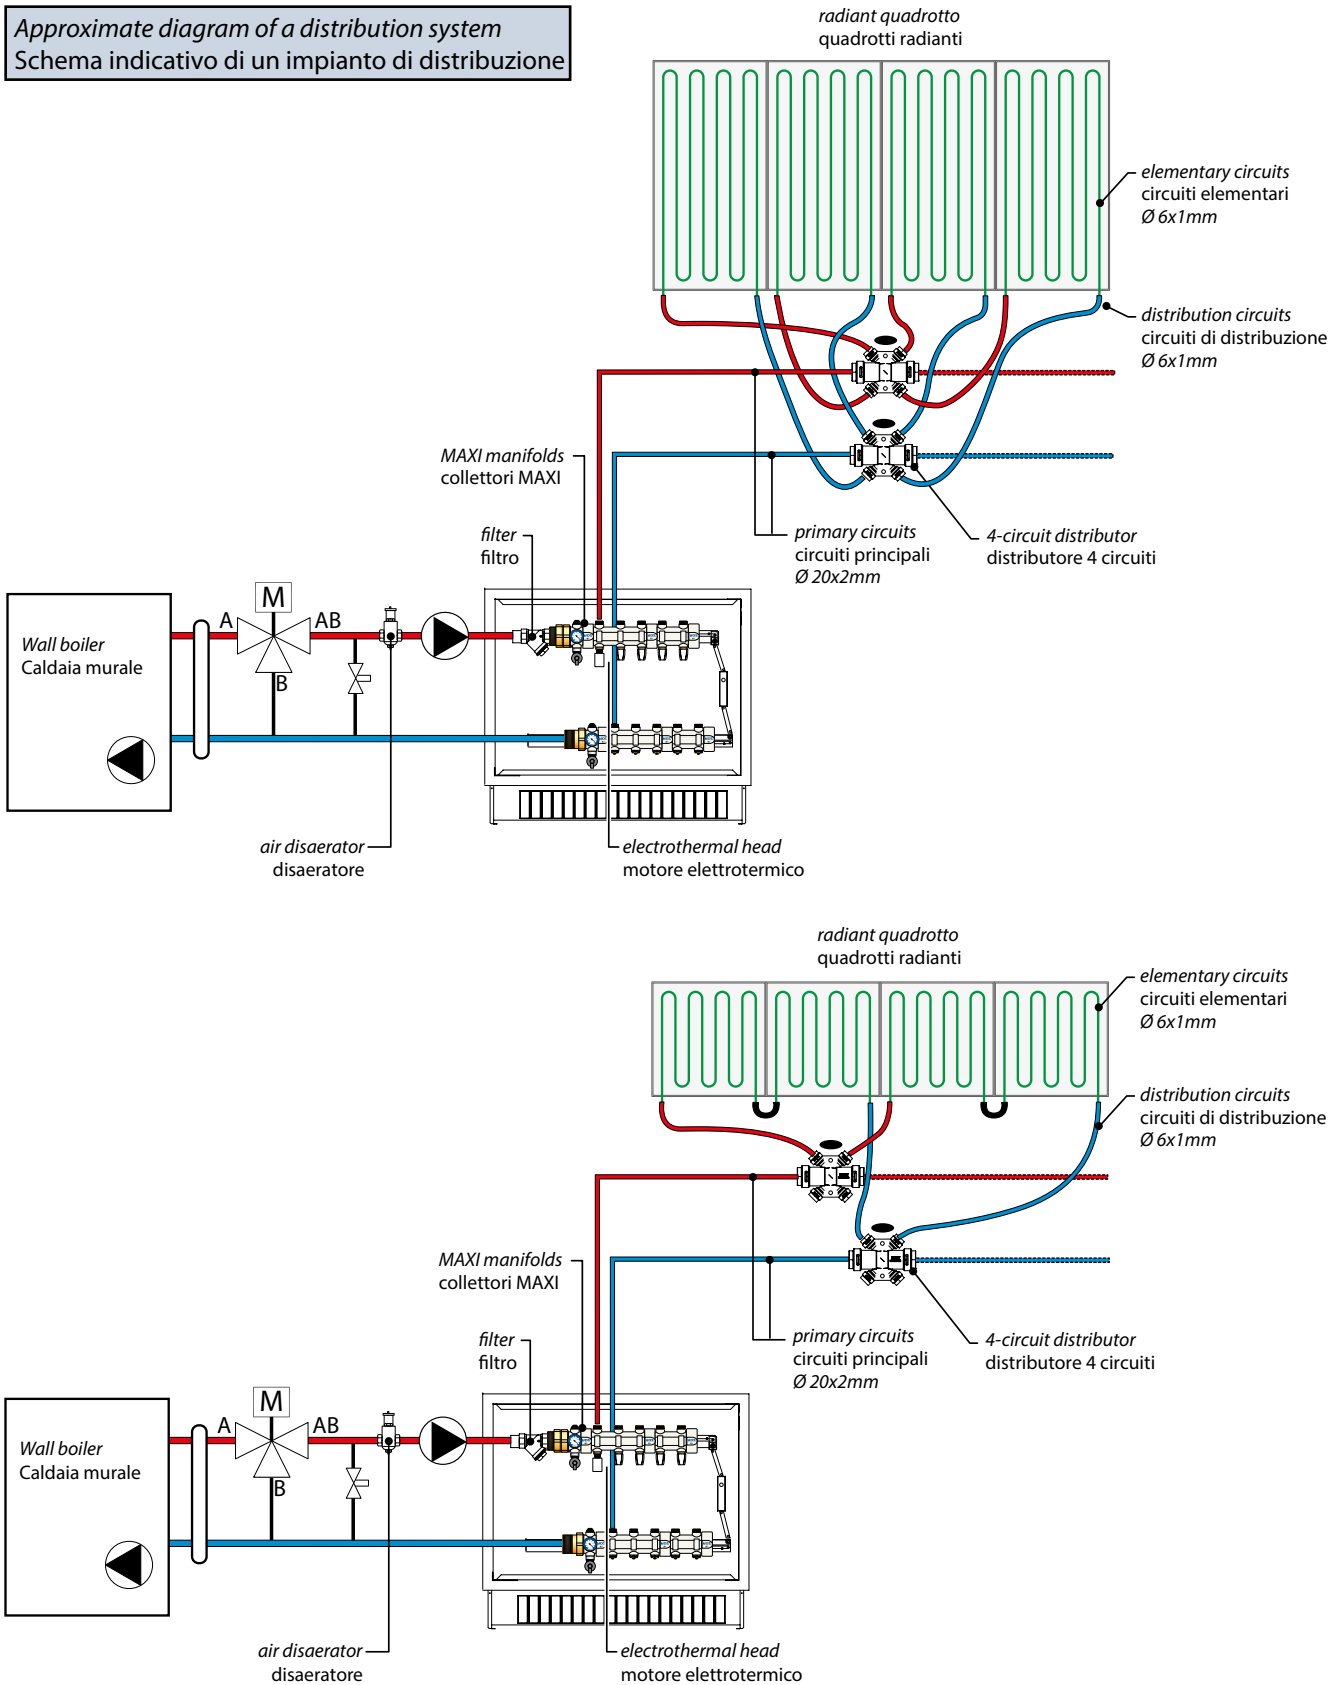 Approximate diagram of a distribution system
Schema indicativo di un impianto di distribuzione
radiant quadrotto
quadrotti radianti
elementary circuits
circuiti elementari
Ø 6x1mm
distribution circuits
circuiti di distribuzione
Ø 6x1mm
MAXI manifolds
collettori MAXI
filter
filtro
primary circuits
circuiti principali
Ø 20x2mm
4-circuit distributor
distributore 4 circuiti
M
A
AB
B
Wall boiler
Caldaia murale
air disaerator
disaeratore
electrothermal head
motore elettrotermico
radiant quadrotto
quadrotti radianti
elementary circuits
circuiti elementari
Ø 6x1mm
distribution circuits
circuiti di distribuzione
Ø 6x1mm
MAXI manifolds
collettori MAXI
filter
filtro
primary circuits
circuiti principali
Ø 20x2mm
4-circuit distributor
distributore 4 circuiti
M
A
AB
B
Wall boiler
Caldaia murale
air disaerator
disaeratore
electrothermal head
motore elettrotermico